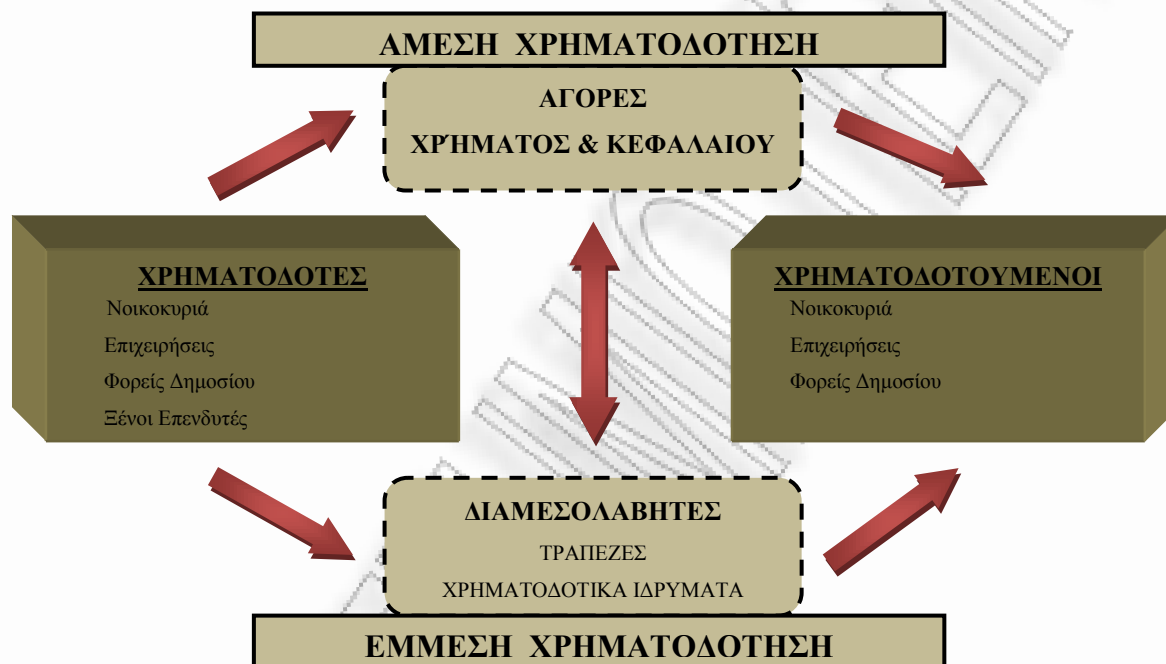 ΑΜΕΣΗ ΧΡΗΜΑΤΟΔΟΤΗΣΗ
ΑΓΟΡΕΣ
ΧΡΉΜΑΤΟΣ & ΚΕΦΑΛΑΙΟΥ
ΧΡΗΜΑΤΟΔΟΤΕΣ
Νοικοκυριά
Επιχειρήσεις
Φορείς Δημοσίου
Ξένοι Επενδυτές
ΧΡΗΜΑΤΟΔΟΤΟΥΜΕΝΟΙ
Νοικοκυριά
Επιχειρήσεις
Φορείς Δημοσίου
ΔΙΑΜΕΣΟΛΑΒΗΤΕΣ
ΤΡΑΠΕΖΕΣ
ΧΡΗΜΑΤΟΔΟΤΙΚΑ ΙΔΡΥΜΑΤΑ
ΕΜΜΕΣΗ ΧΡΗΜΑΤΟΔΟΤΗΣΗ